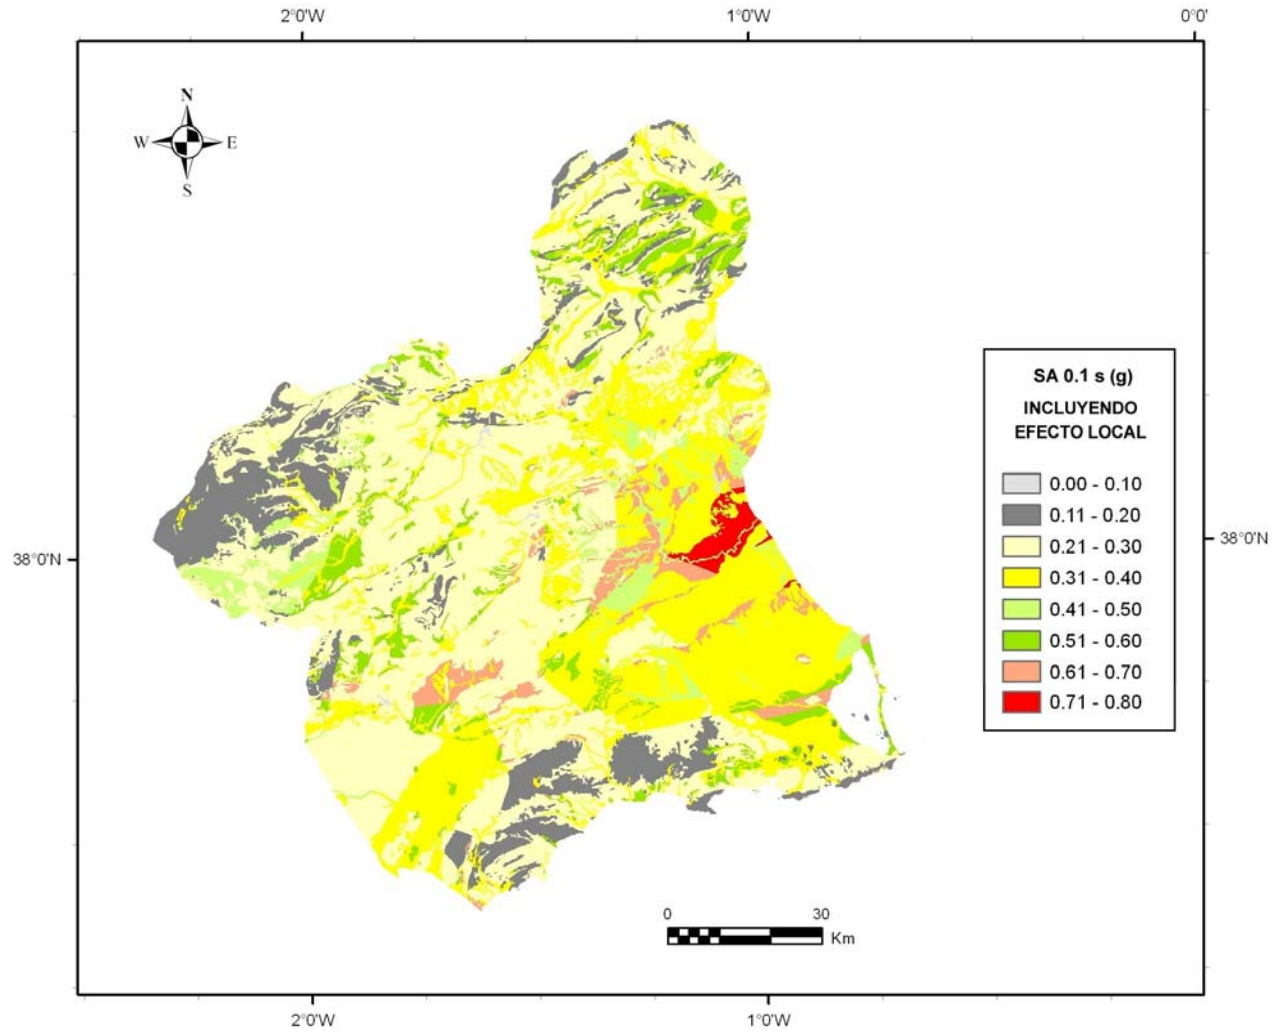 2°0'W 1°0'W 0°0'
N
W E
S
SA 0.1 s (g)
INCLUYENDO
EFECTO LOCAL
0.00 - 0.10
0.11 - 0.20
0.21 - 0.30
0.31 - 0.40
0.41 - 0.50
0.51 - 0.60
0.61 - 0.70
0.71 - 0.80
38°0'N 38°0'N
0 30
Km
2°0'W 1°0'W